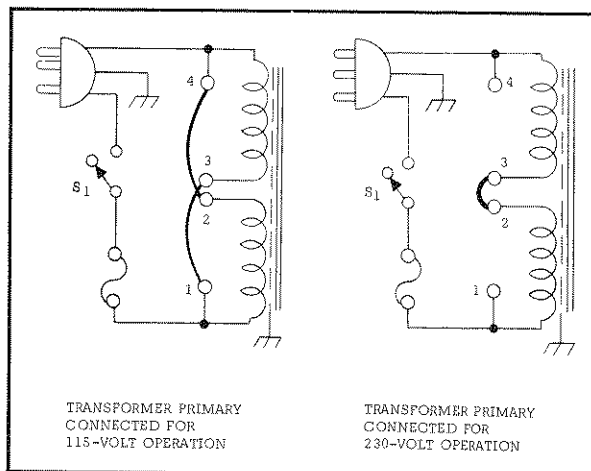 4
3
S1
2
1
TRANSFORMER PRIMARY
CONNECTED FOR
115-VOLT OPERATION
4
3
S1
2
1
TRANSFORMER PRIMARY
CONNECTED FOR
230-VOLT OPERATION